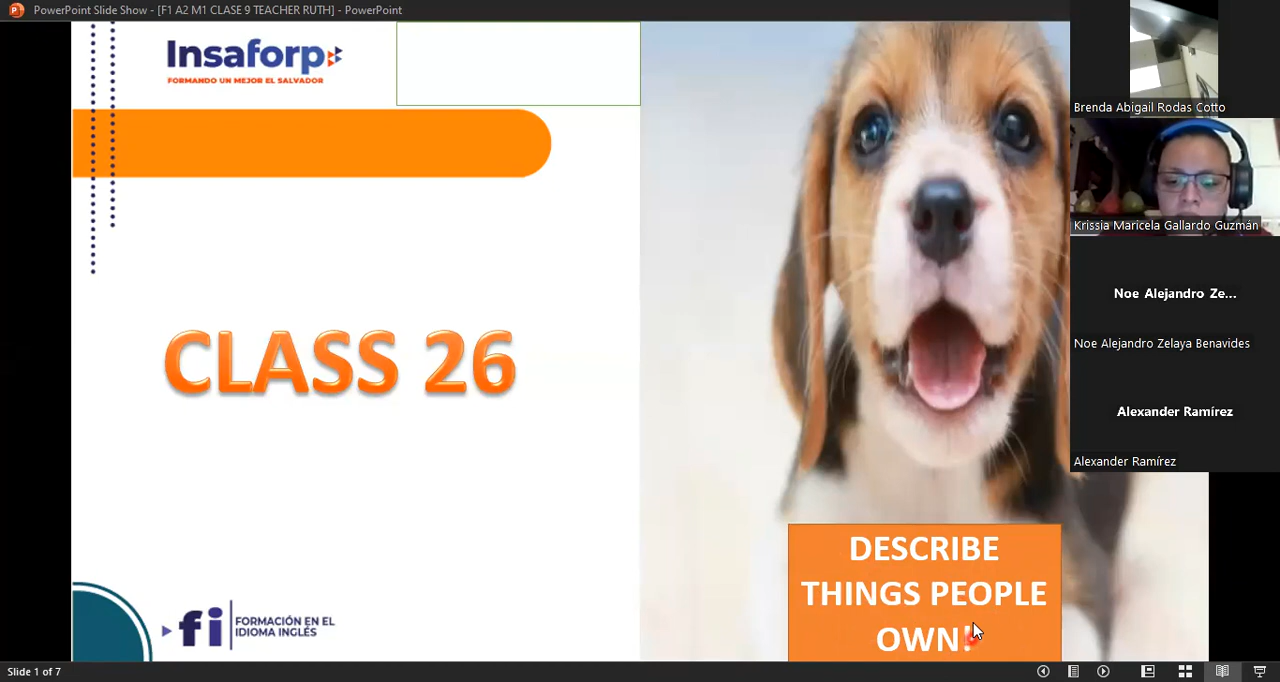 PowerPoint Slide Show - [F1 A2 M1 CLASE 9 TEACHER RUTH] - PowerPoint
Insaforp
FORMANDO UN MEJOR EL SALVADOR
CLASS 26
DESCRIBE
THINGS PEOPLE
OWN!
fi
FORMACIÓN EN EL
IDIOMA INGLÉS
Brenda Abigail Rodas Cotto
Krissia Maricela Gallardo Guzmán
Noe Alejandro Ze...
Noe Alejandro Zelaya Benavides
Alexander Ramírez
Alexander Ramírez
Slide 1 of 7